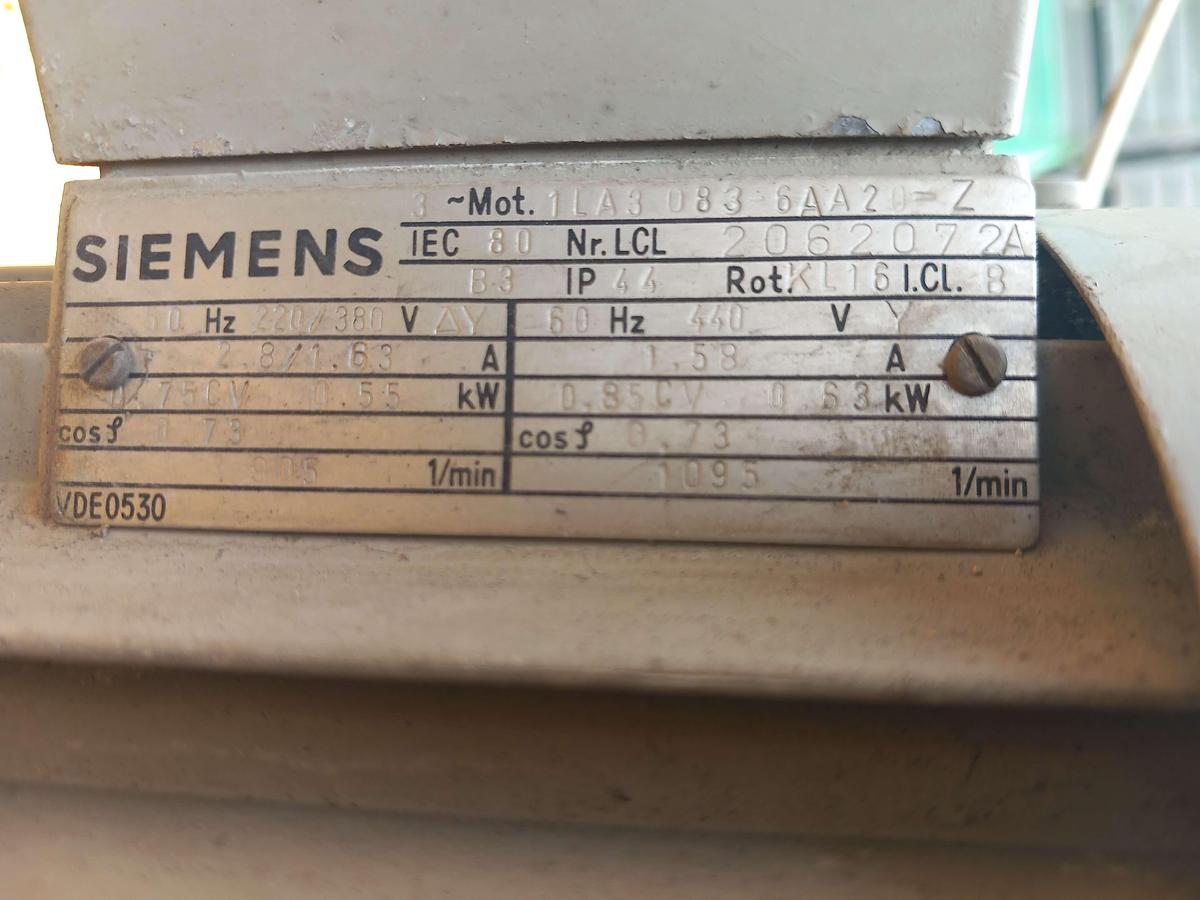 3 ~Mot. 1LA3 083-6AA20-Z
SIEMENS
IEC 80 Nr. LCL 2062072A
B3 IP 44 Rot. KL16 I.CL. B
50 Hz 220/380 V ΔY 60 Hz 440 V Y
2.8/1.63 A 1.58 A
0.75CV 0.55 kW 0.85CV 0.63 kW
cosφ 0.73 cosφ 0.73
905 1/min 1095 1/min
VDE0530